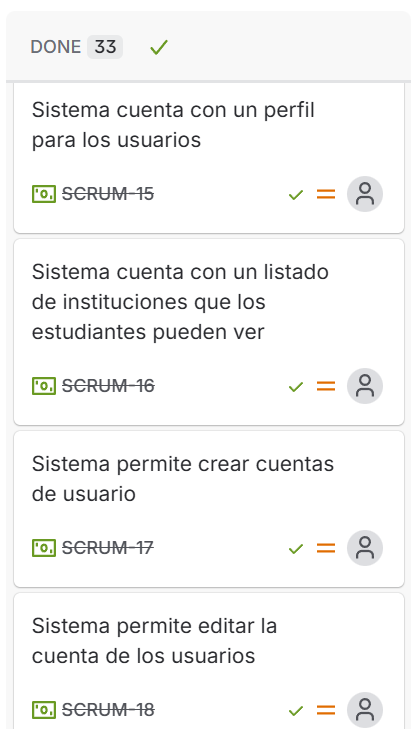 DONE 33
Sistema cuenta con un perfil
para los usuarios
SCRUM-15
Sistema cuenta con un listado
de instituciones que los
estudiantes pueden ver
SCRUM-16
Sistema permite crear cuentas
de usuario
SCRUM-17
Sistema permite editar la
cuenta de los usuarios
SCRUM-18